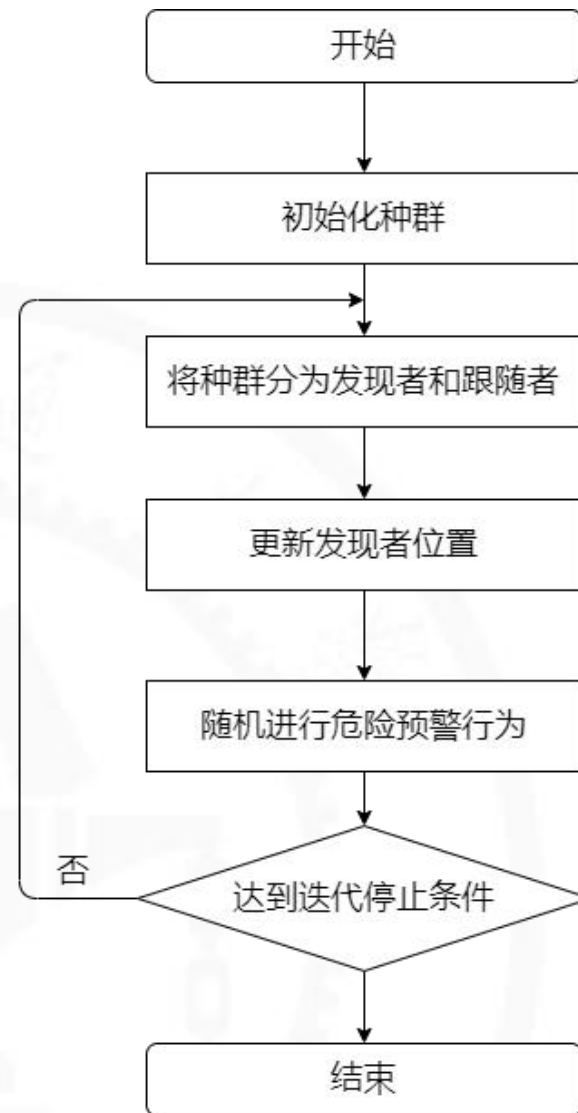 开始
初始化种群
将种群分为发现者和跟随者
更新发现者位置
随机进行危险预警行为
否
达到迭代停止条件
结束